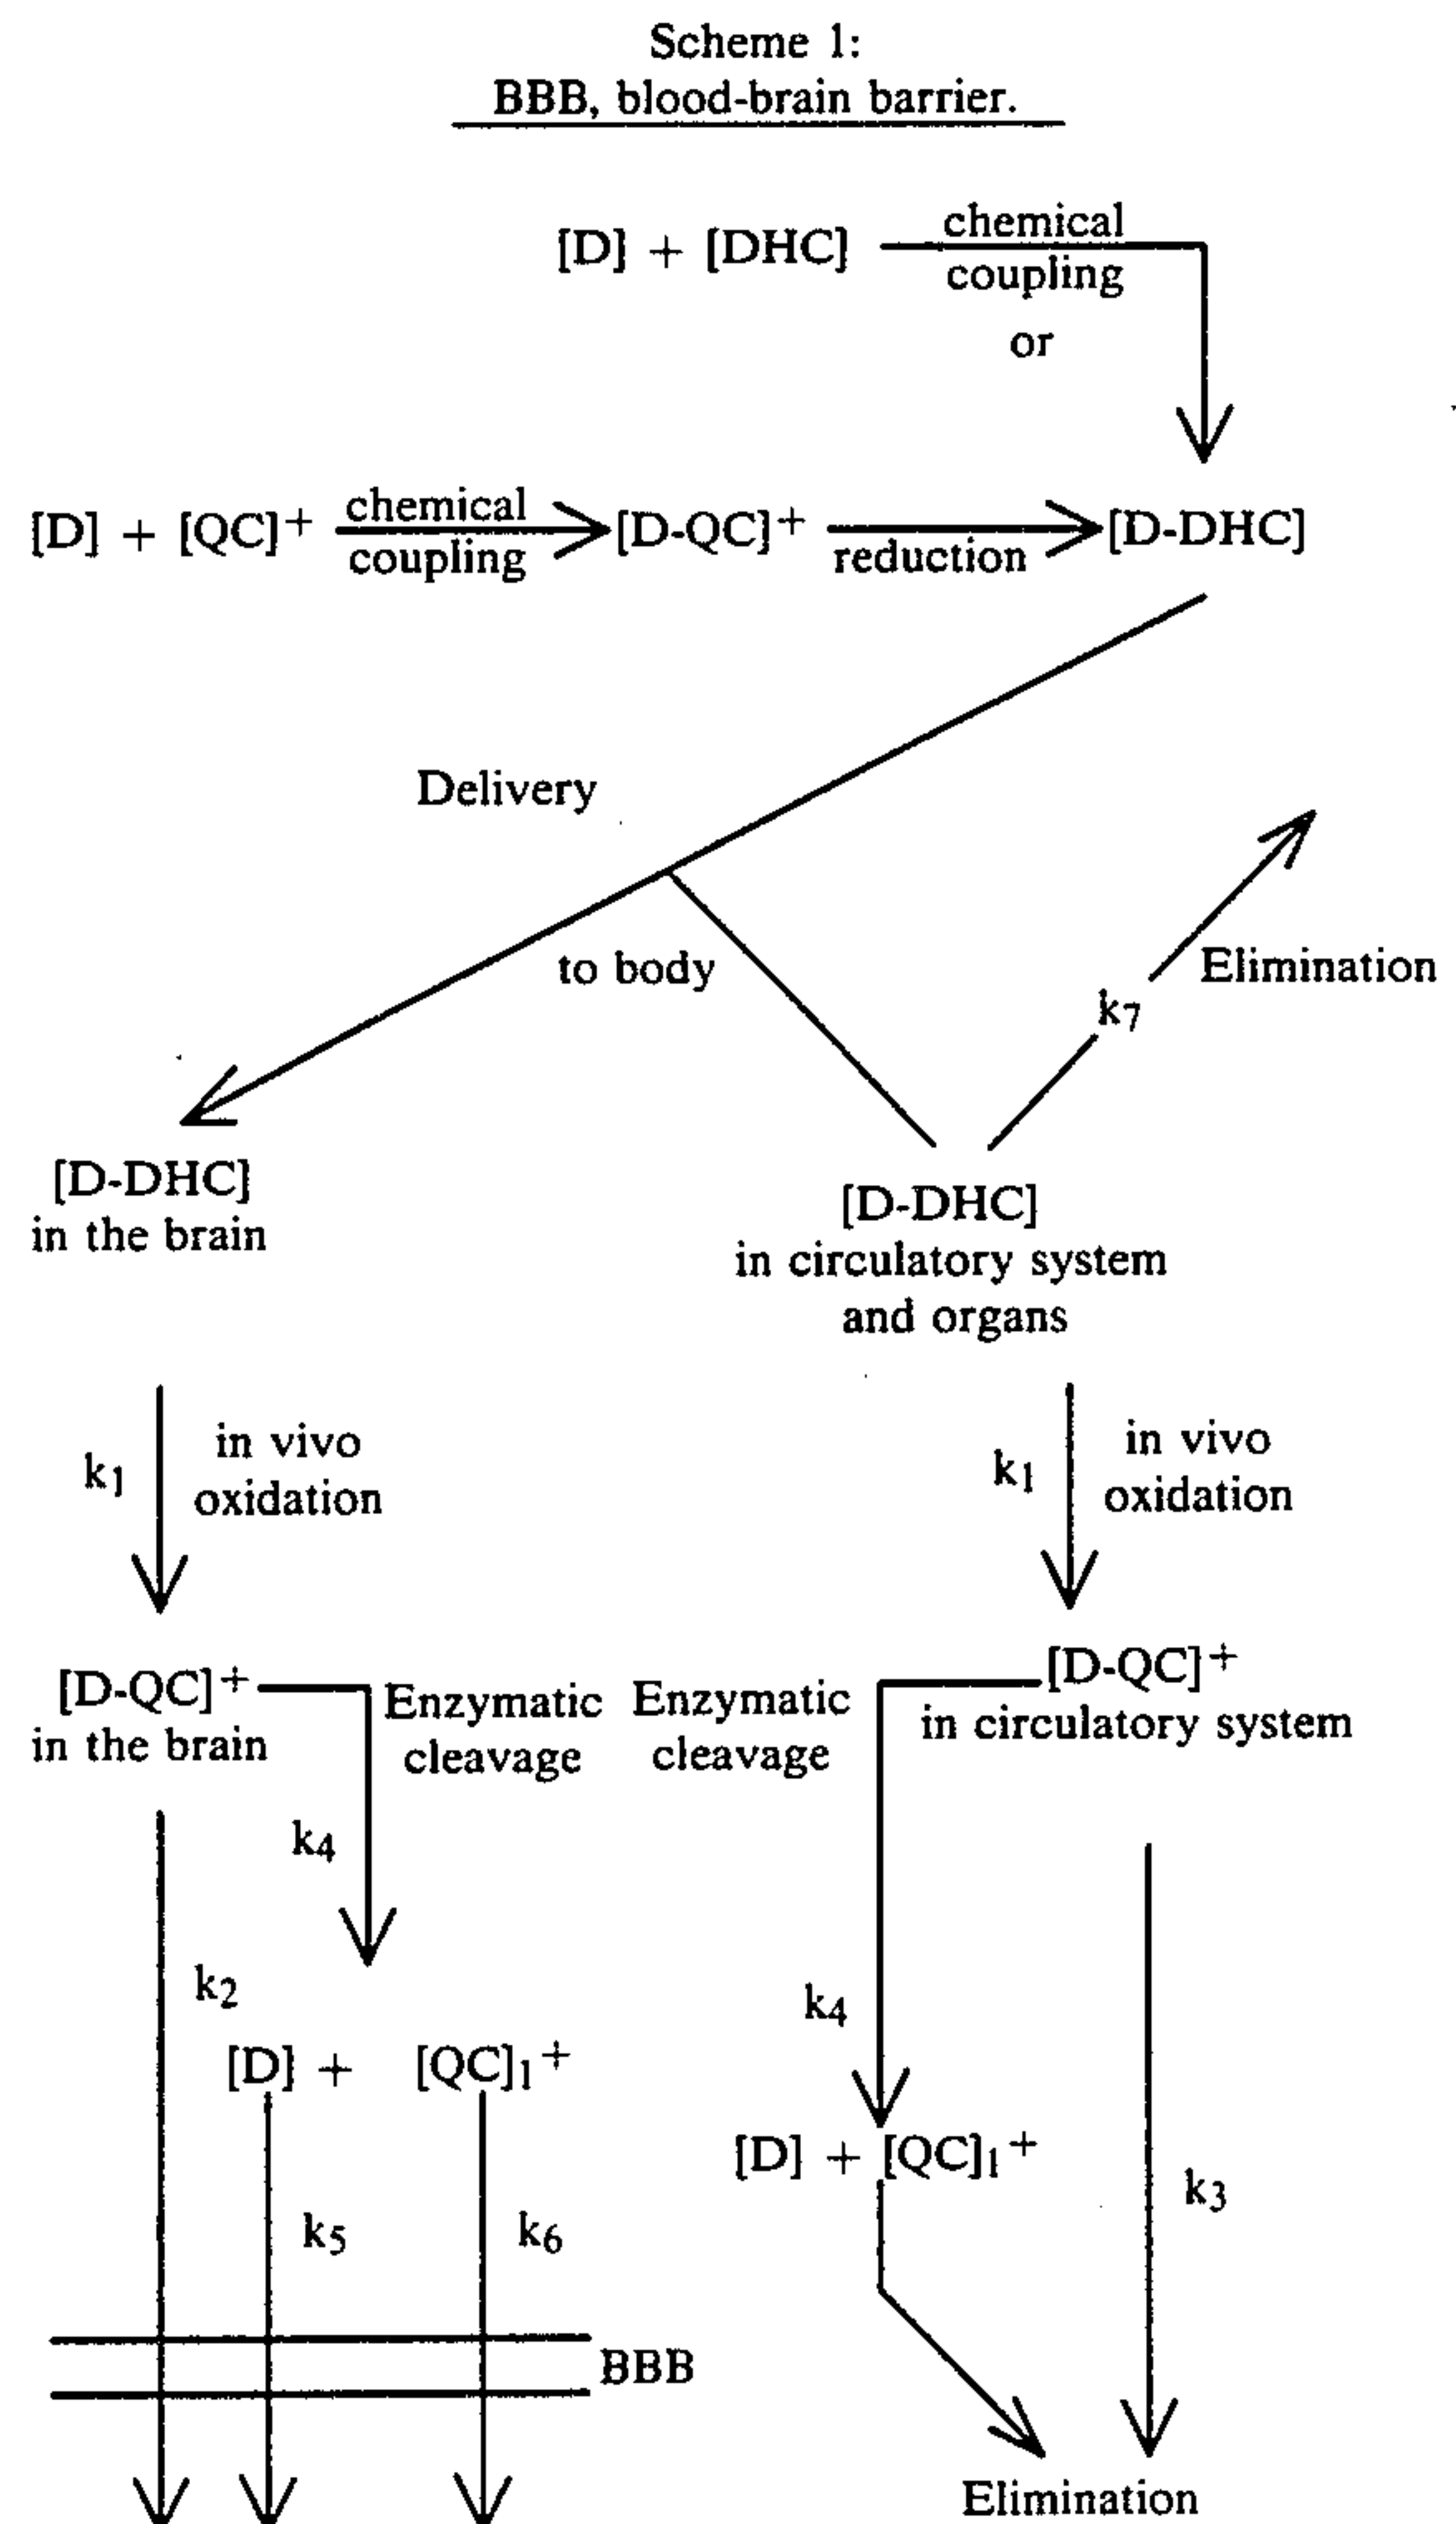 Scheme 1:
BBB, blood-brain barrier.
[D] + [DHC] chemical
coupling
or
[D] + [QC]+ chemical coupling [D-QC]+ reduction [D-DHC]
Delivery
to body
Elimination
k7
[D-DHC]
in the brain
[D-DHC]
in circulatory system
and organs
k1
in vivo
oxidation
k1
in vivo
oxidation
[D-QC]+
in the brain
Enzymatic
cleavage
Enzymatic
cleavage
[D-QC]+
in circulatory system
k4
k2
k4
[D] + [QC]1+
[D] + [QC]1+
k3
k5
k6
BBB
Elimination